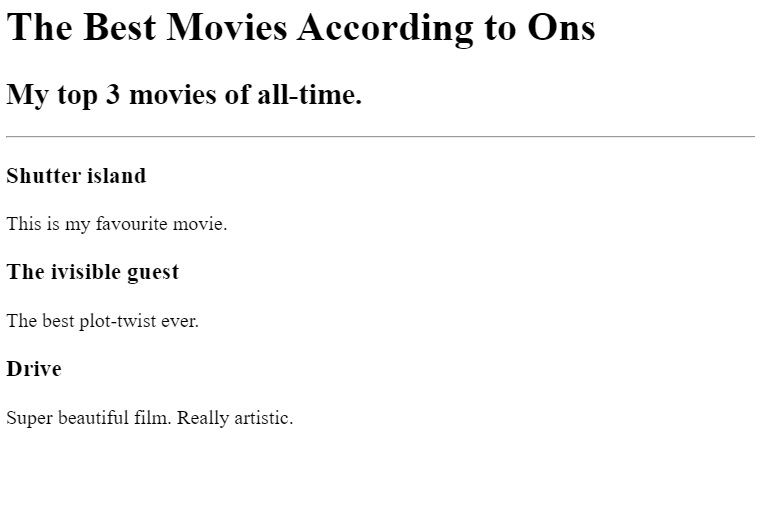 The Best Movies According to Ons
My top 3 movies of all-time.
Shutter island
This is my favourite movie.
The ivisible guest
The best plot-twist ever.
Drive
Super beautiful film. Really artistic.